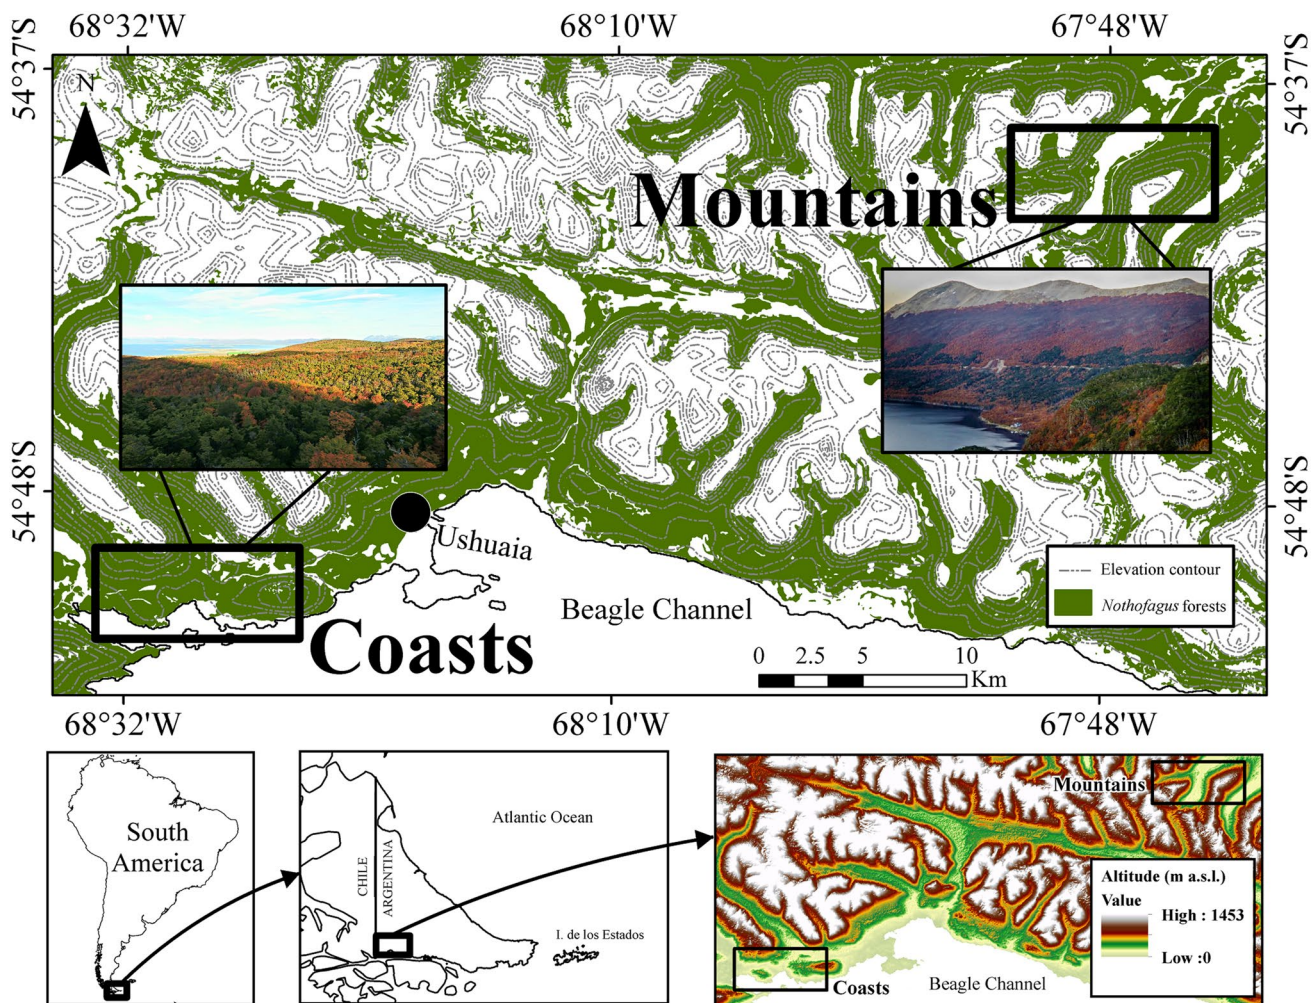 68°32'W 68°10'W 67°48'W
54°37'S
54°37'S
N
Mountains
54°48'S
54°48'S
Ushuaia
Beagle Channel
Elevation contour
Nothofagus forests
Coasts
0 2.5 5 10
Km
68°32'W 68°10'W 67°48'W
South
America
Atlantic Ocean
CHILE
ARGENTINA
I. de los Estados
Mountains
Altitude (m a.s.l.)
Value
High : 1453
Low :0
Coasts
Beagle Channel